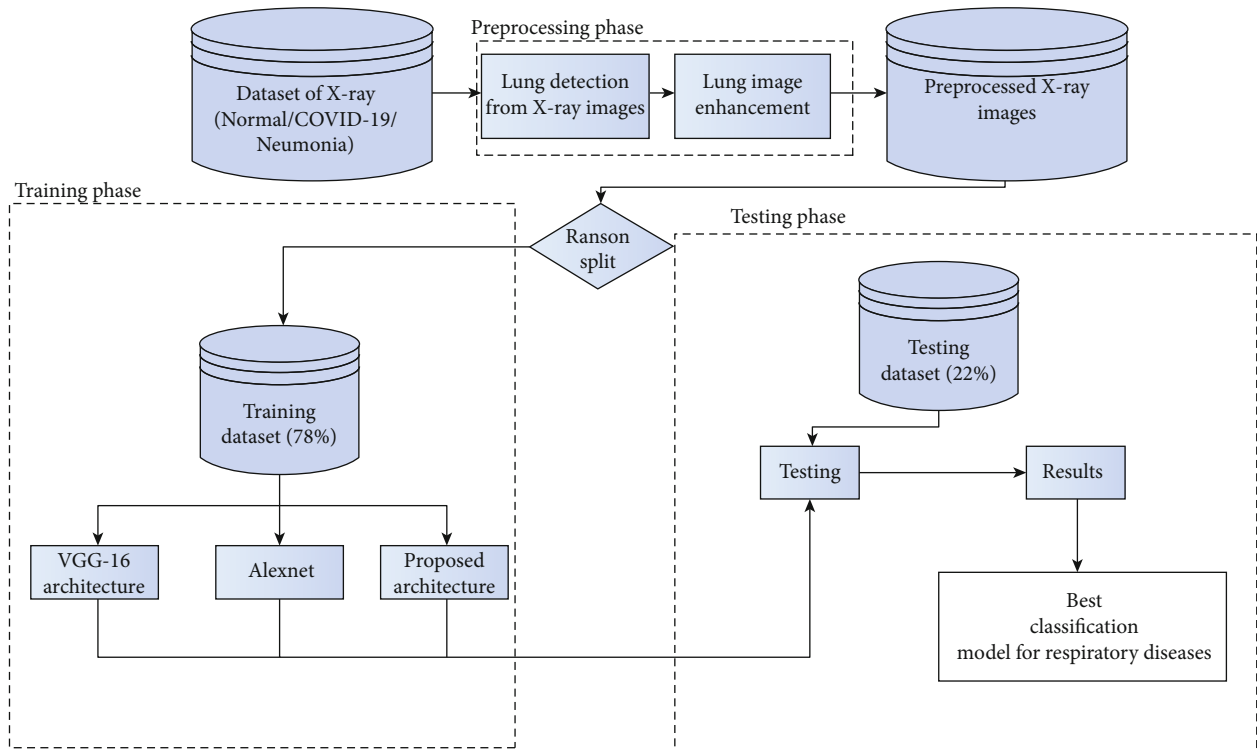 Preprocessing phase
Dataset of X-ray
(Normal/COVID-19/
Neumonia)
Lung detection
from X-ray images
Lung image
enhancement
Preprocessed X-ray
images
Training phase
Ranson
split
Testing phase
Training
dataset (78%)
Testing
dataset (22%)
VGG-16
architecture
Alexnet
Proposed
architecture
Testing
Results
Best
classification
model for respiratory diseases